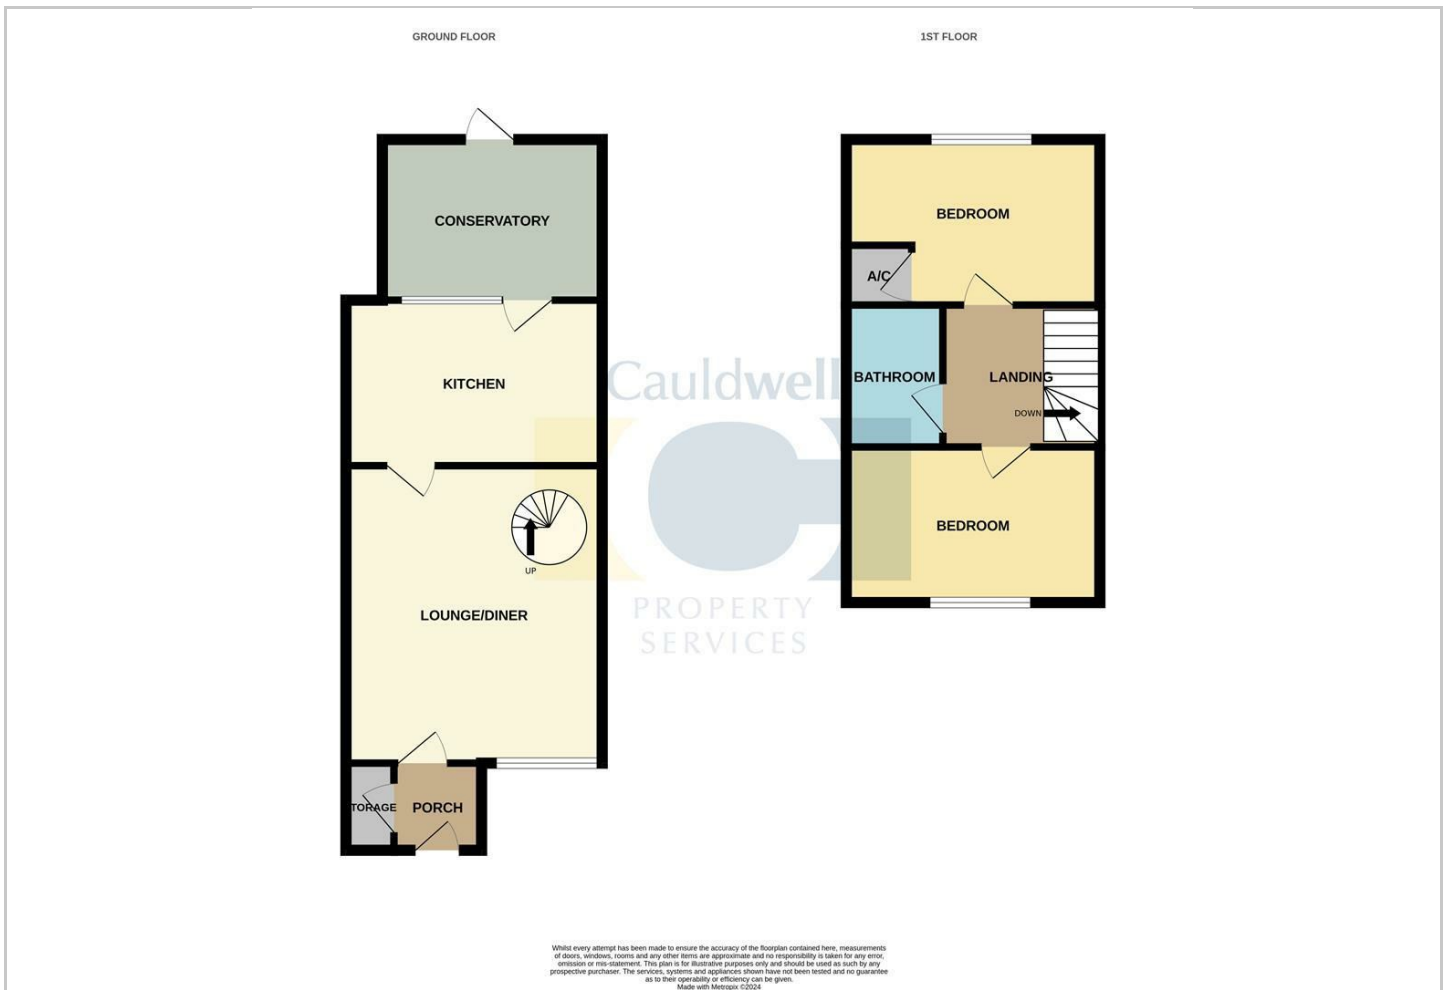 GROUND FLOOR
1ST FLOOR
CONSERVATORY
KITCHEN
LOUNGE/DINER
UP
TORAGE
PORCH
BEDROOM
A/C
BATHROOM
LANDING
DOWN
BEDROOM
Cauldwell
PROPERTY
SERVICES
Whilst every attempt has been made to ensure the accuracy of the floorplan contained here, measurements
of doors, windows, rooms and any other items are approximate and no responsibility is taken for any error,
omission or mis-statement. This plan is for illustrative purposes only and should be used as such by any
prospective purchaser. The services, systems and appliances shown have not been tested and no guarantee
as to their operability or efficiency can be given.
Made with Metropix ©2024